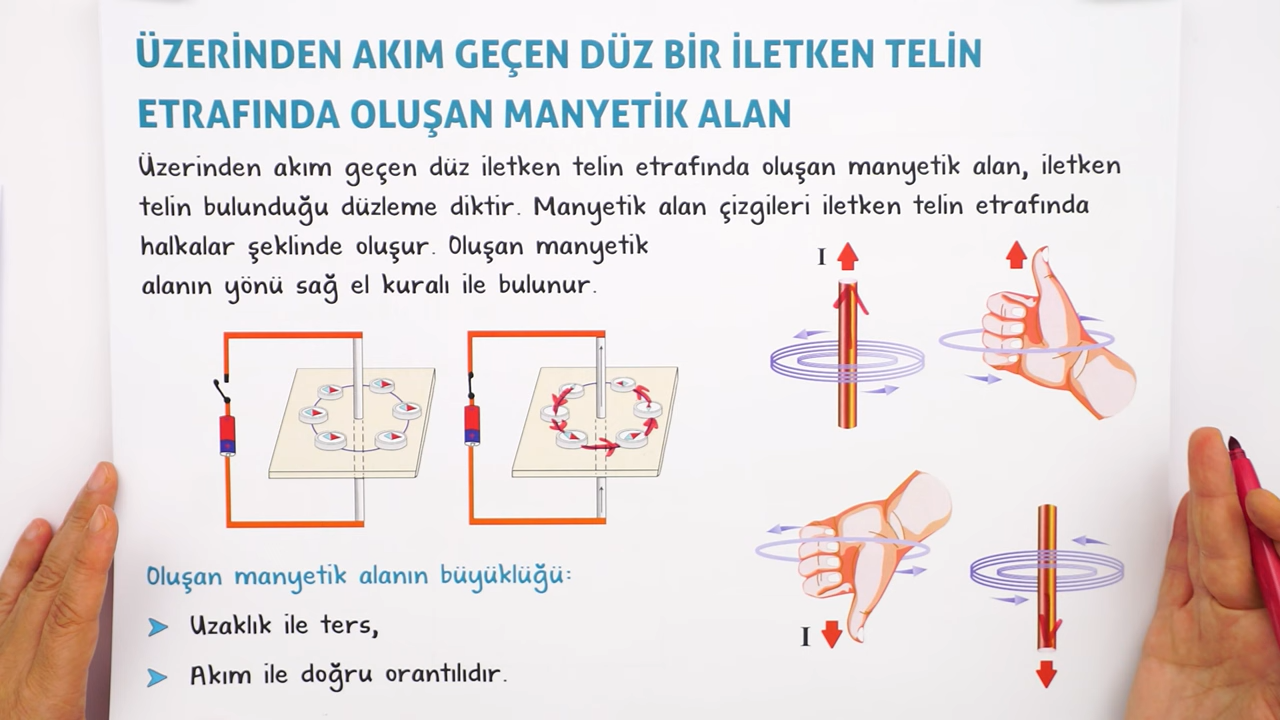 ÜZERİNDEN AKIM GEÇEN DÜZ BİR İLETKEN TELİN
ETRAFINDA OLUŞAN MANYETİK ALAN
Üzerinden akım geçen düz iletken telin etrafında oluşan manyetik alan, iletken
telin bulunduğu düzleme diktir. Manyetik alan çizgileri iletken telin etrafında
halkalar şeklinde oluşur. Oluşan manyetik
alanın yönü sağ el kuralı ile bulunur.
I
Oluşan manyetik alanın büyüklüğü:
Uzaklık ile ters,
Akım ile doğru orantılıdır.
I